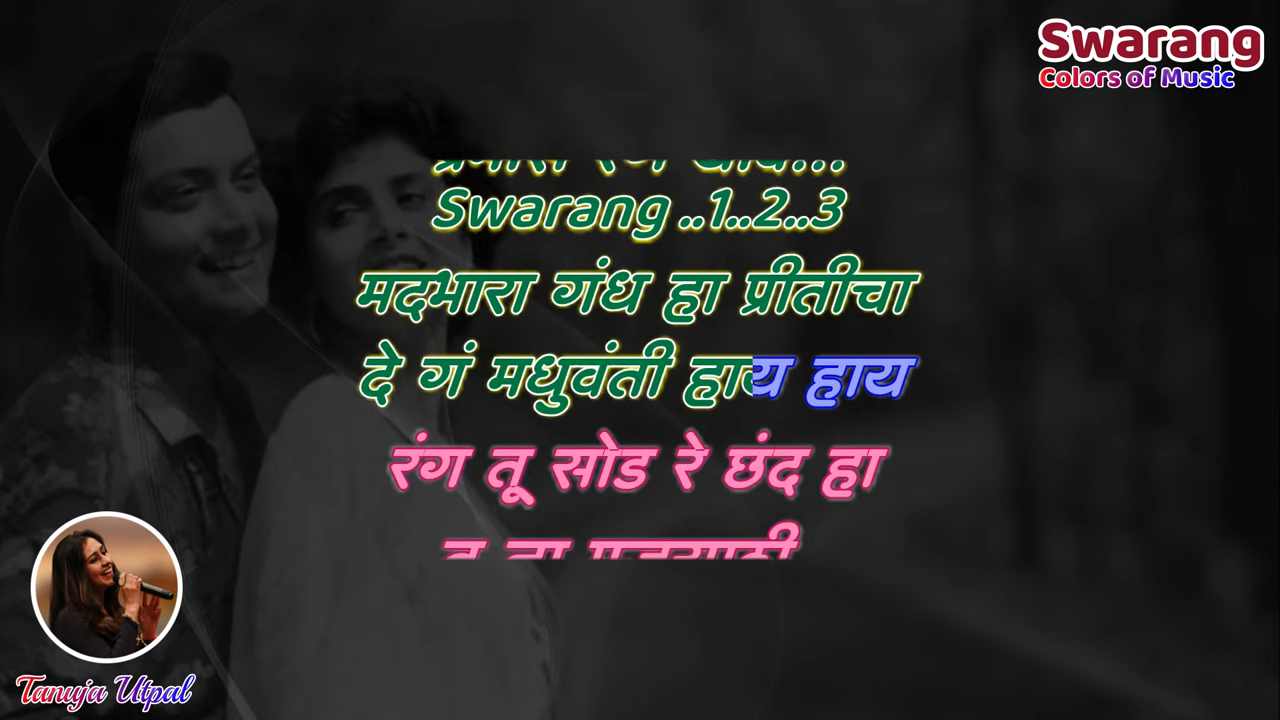 Swarang
Colors of Music
Swarang ..1..2..3
मदभारा गंध हा प्रीतीचा
दे गं मधुवंती हाय हाय
रंग तू सोड रे छंद हा
Tanuja Utpal